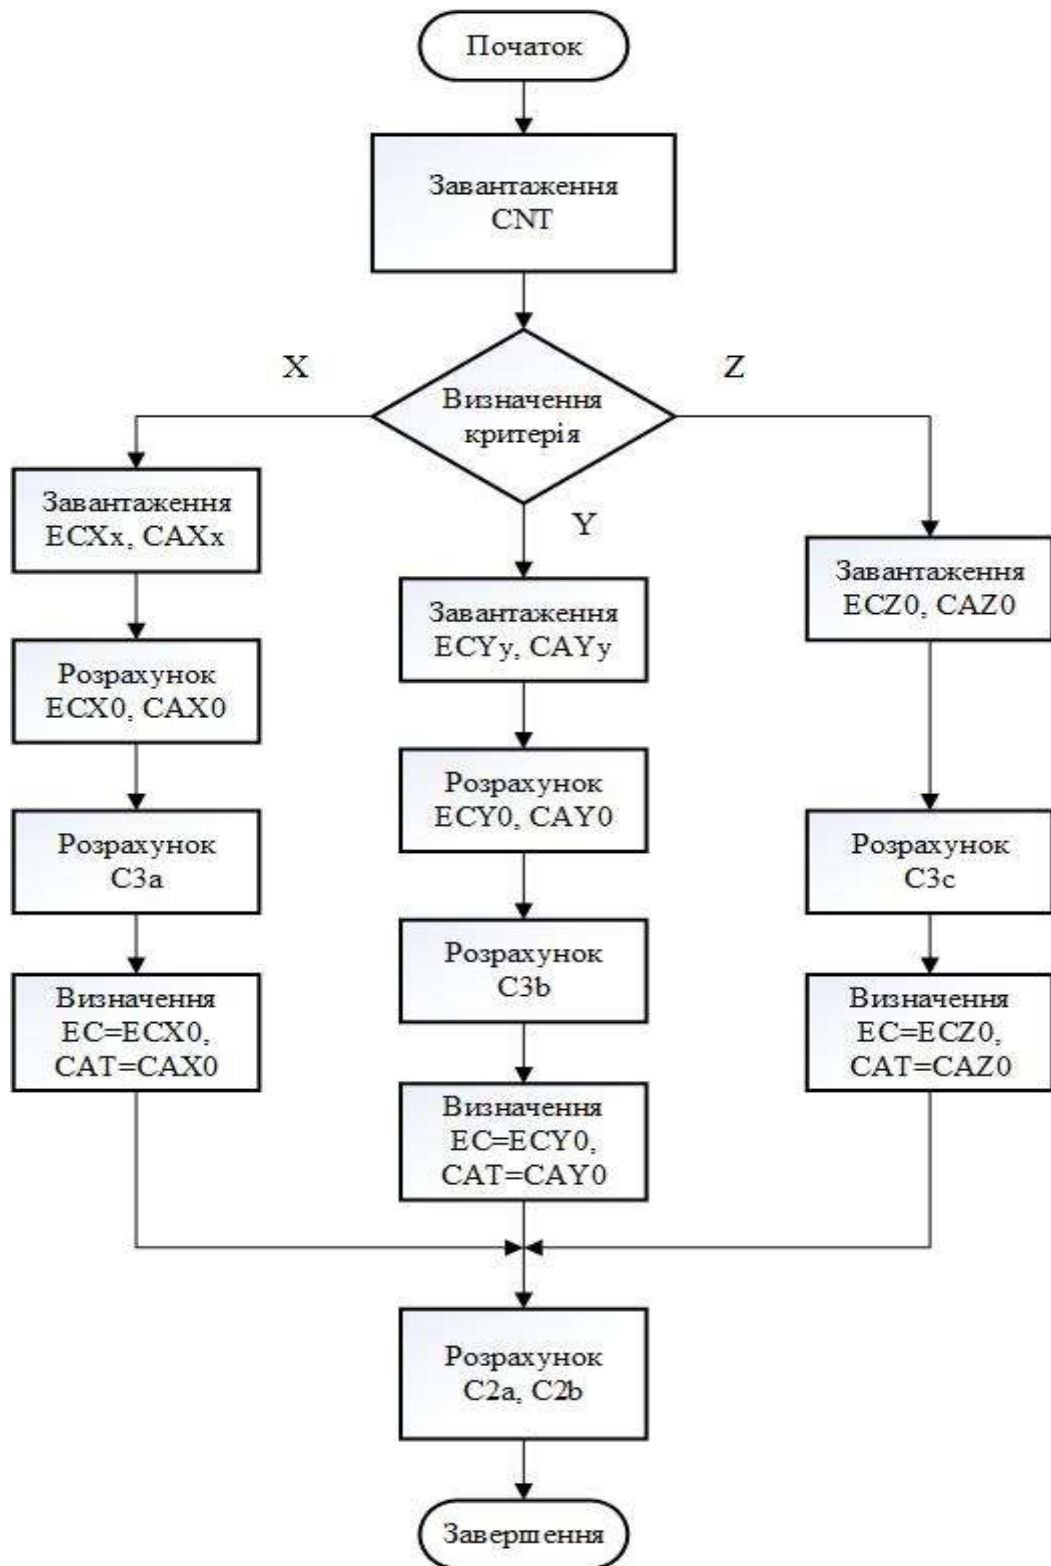 Початок
Завантаження
CNT
X
Z
Визначення
критерія
Y
Завантаження
ECXx, CAXx
Розрахунок
ECX0, CAX0
Розрахунок
C3a
Визначення
EC=ECX0,
CAT=CAX0
Завантаження
ECYy, CAYy
Розрахунок
ECY0, CAY0
Розрахунок
C3b
Визначення
EC=ECY0,
CAT=CAY0
Завантаження
ECZ0, CAZ0
Розрахунок
C3c
Визначення
EC=ECZ0,
CAT=CAZ0
Розрахунок
C2a, C2b
Завершення